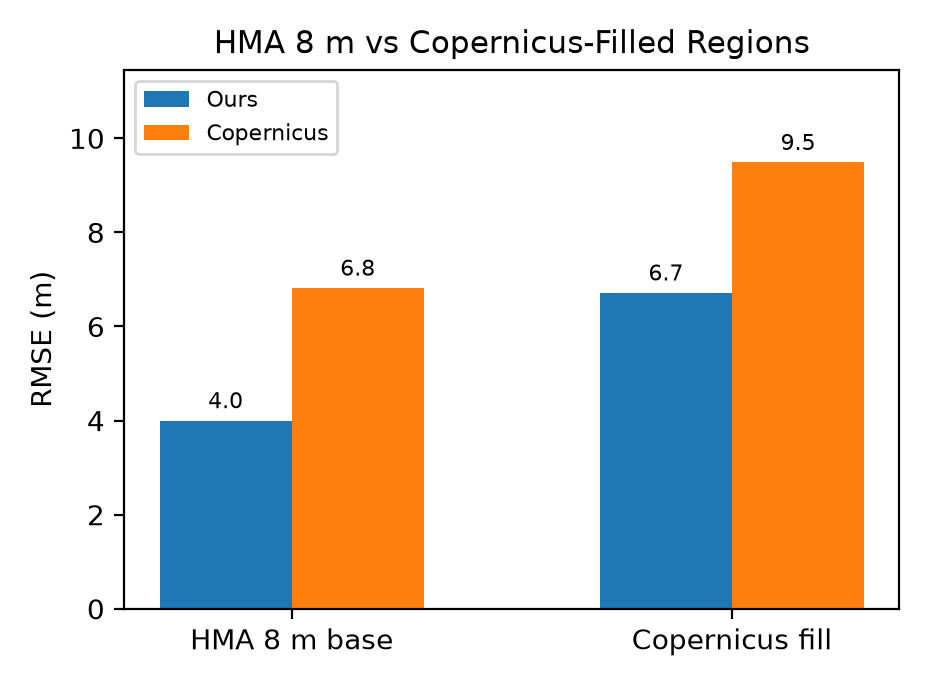 HMA 8 m vs Copernicus-Filled Regions
Ours
Copernicus
RMSE (m)
10
8
6
4
2
0
4.0
6.8
6.7
9.5
HMA 8 m base
Copernicus fill